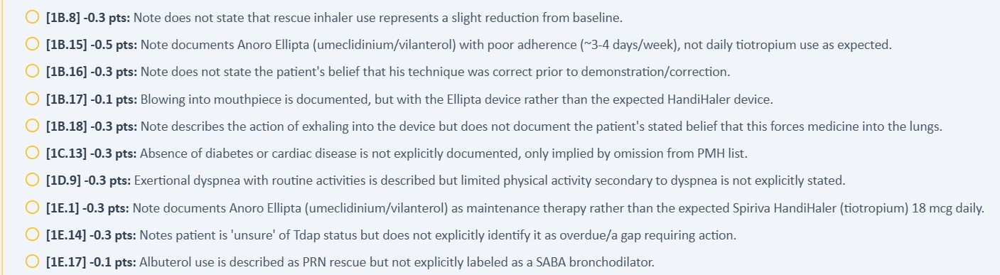 [1B.8] -0.3 pts: Note does not state that rescue inhaler use represents a slight reduction from baseline.
[1B.15] -0.5 pts: Note documents Anoro Ellipta (umeclidinium/vilanterol) with poor adherence (~3-4 days/week), not daily tiotropium use as expected.
[1B.16] -0.3 pts: Note does not state the patient's belief that his technique was correct prior to demonstration/correction.
[1B.17] -0.1 pts: Blowing into mouthpiece is documented, but with the Ellipta device rather than the expected HandiHaler device.
[1B.18] -0.3 pts: Note describes the action of exhaling into the device but does not document the patient's stated belief that this forces medicine into the lungs.
[1C.13] -0.3 pts: Absence of diabetes or cardiac disease is not explicitly documented, only implied by omission from PMH list.
[1D.9] -0.3 pts: Exertional dyspnea with routine activities is described but limited physical activity secondary to dyspnea is not explicitly stated.
[1E.1] -0.3 pts: Note documents Anoro Ellipta (umeclidinium/vilanterol) as maintenance therapy rather than the expected Spiriva HandiHaler (tiotropium) 18 mcg daily.
[1E.14] -0.3 pts: Notes patient is 'unsure' of Tdap status but does not explicitly identify it as overdue/a gap requiring action.
[1E.17] -0.1 pts: Albuterol use is described as PRN rescue but not explicitly labeled as a SABA bronchodilator.